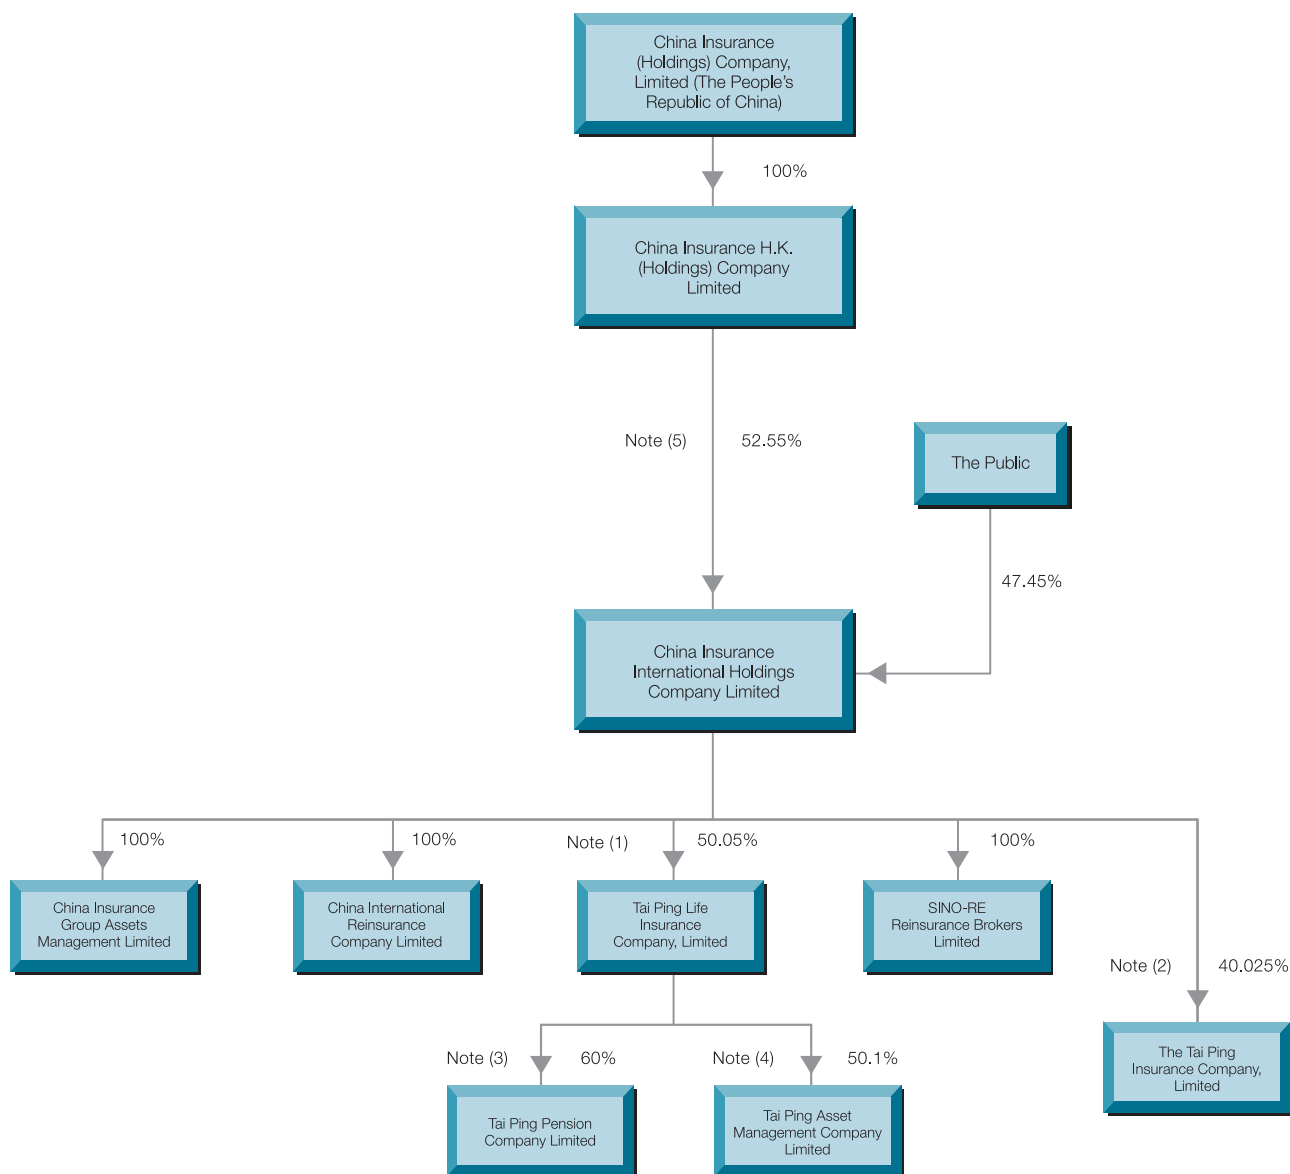 China Insurance
(Holdings) Company,
Limited (The People's
Republic of China)
100%
China Insurance H.K.
(Holdings) Company
Limited
Note (5)
52.55%
The Public
47.45%
China Insurance
International Holdings
Company Limited
100%
100%
Note (1)
50.05%
100%
China Insurance
Group Assets
Management Limited
China International
Reinsurance
Company Limited
Tai Ping Life
Insurance
Company, Limited
SINO-RE
Reinsurance Brokers
Limited
Note (2)
40.025%
The Tai Ping
Insurance Company,
Limited
Note (3)
60%
Note (4)
50.1%
Tai Ping Pension
Company Limited
Tai Ping Asset
Management Company
Limited